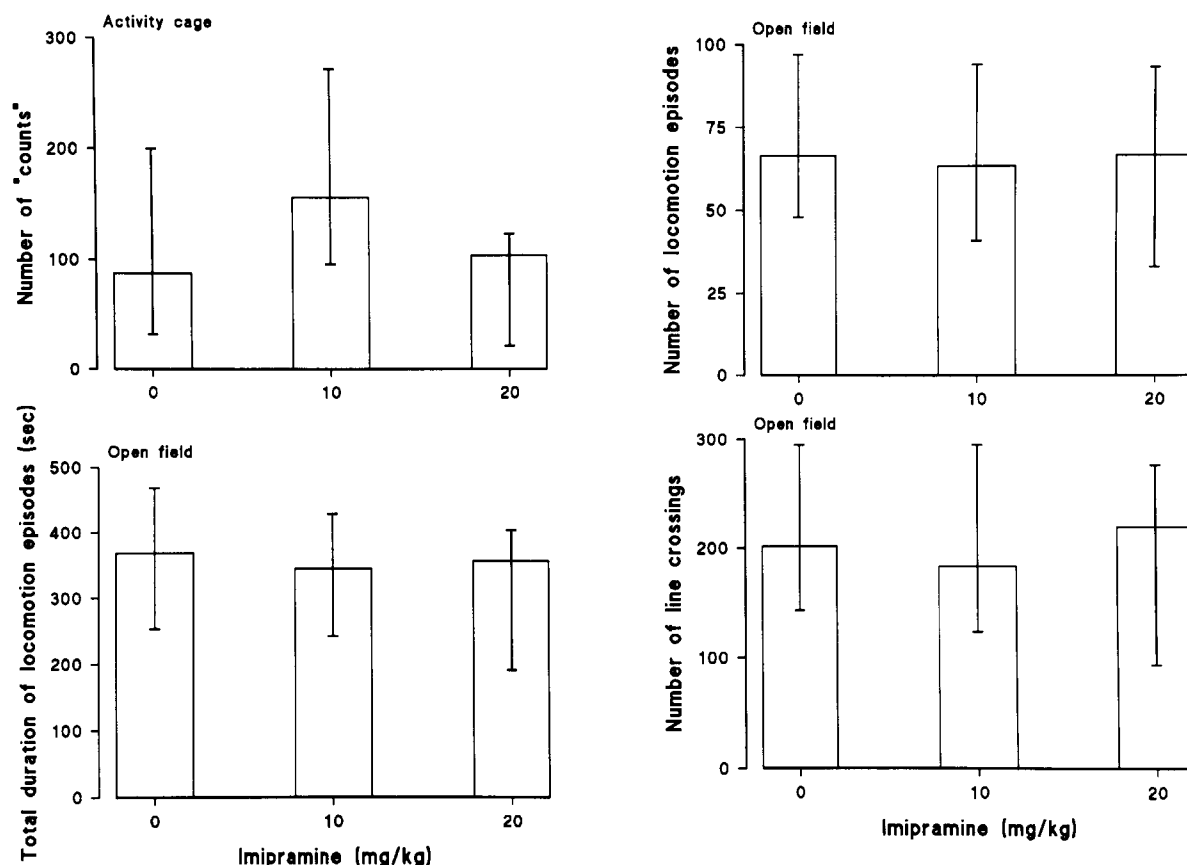 Activity cage
300
200
100
0
Number of "counts"
0 10 20
Open field
100
75
50
25
0
Number of locomotion episodes
0 10 20
Open field
500
400
300
200
100
0
Total duration of locomotion episodes (sec)
0 10 20
Imipramine (mg/kg)
Open field
300
200
100
0
Number of line crossings
0 10 20
Imipramine (mg/kg)